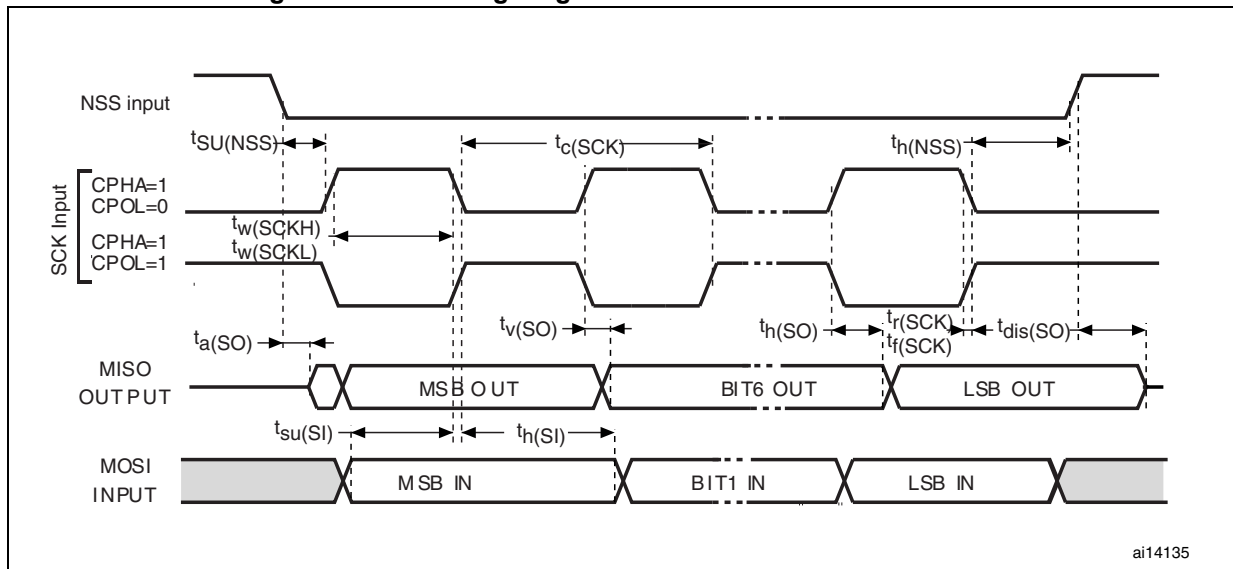 NSS input
tSU(NSS)
tc(SCK)
th(NSS)
SCK Input
CPHA=1
CPOL=0
tw(SCKH)
CPHA=1
tw(SCKL)
CPOL=1
ta(SO)
tv(SO)
th(SO)
tr(SCK)
tf(SCK)
tdis(SO)
MISO
OUTPUT
MSB OUT
BIT6 OUT
LSB OUT
tsu(SI)
th(SI)
MOSI
INPUT
MSB IN
BIT1 IN
LSB IN
ai14135